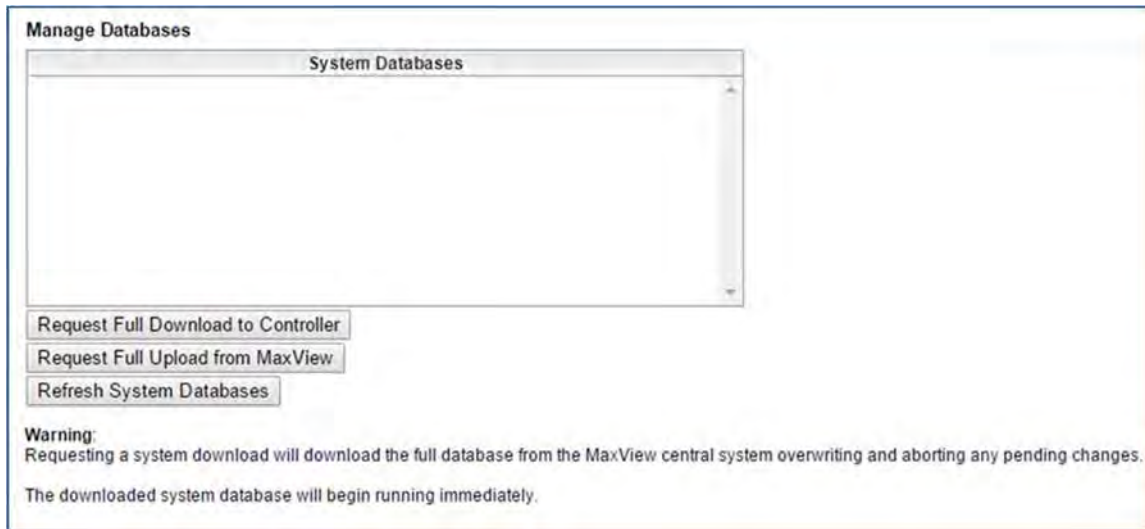 Manage Databases
System Databases
Request Full Download to Controller
Request Full Upload from MaxView
Refresh System Databases
Warning:
Requesting a system download will download the full database from the MaxView central system overwriting and aborting any pending changes.
The downloaded system database will begin running immediately.